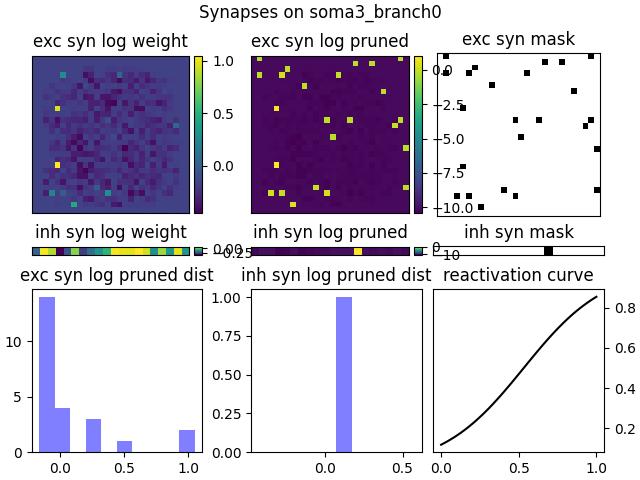 Synapses on soma3_branch0
exc syn log weight
exc syn log pruned
exc syn mask
1.0
0.5
0.0
0.0
−2.5
−5.0
−7.5
−10.0
inh syn log weight
inh syn log pruned
inh syn mask
0.00
−0.25
0
10
exc syn log pruned dist
inh syn log pruned dist
reactivation curve
10
5
0
0.0 0.5 1.0
1.00
0.75
0.50
0.25
0.00
0.0 0.5
0.8
0.6
0.4
0.2
0.0 0.5 1.0